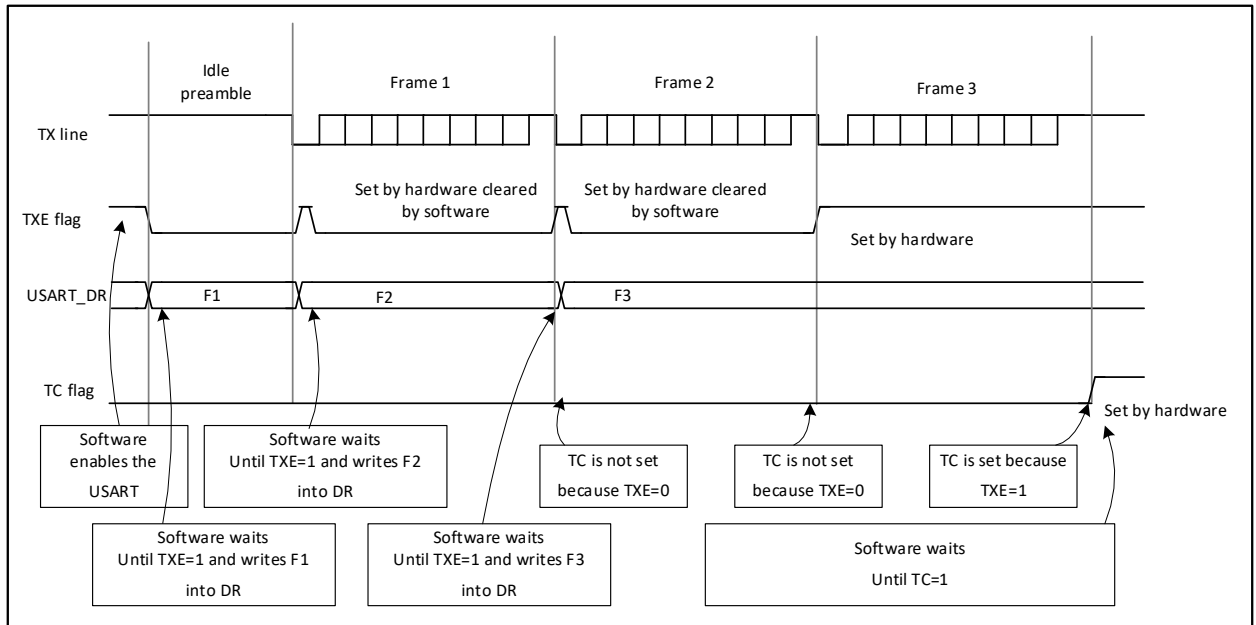 Idle
preamble
Frame 1
Frame 2
Frame 3
TX line
Set by hardware cleared
by software
Set by hardware cleared
by software
TXE flag
Set by hardware
USART_DR
F1
F2
F3
TC flag
Set by hardware
Software
enables the
USART
Software waits
Until TXE=1 and writes F2
into DR
TC is not set
because TXE=0
TC is not set
because TXE=0
TC is set because
TXE=1
Software waits
Until TXE=1 and writes F1
into DR
Software waits
Until TXE=1 and writes F3
into DR
Software waits
Until TC=1